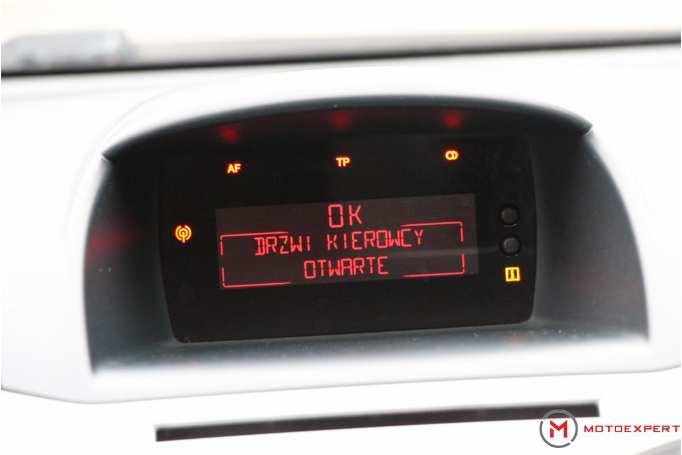 AF TP
OK
DRZWI KIEROWCY
OTWARTE
M MOTOEXPERT